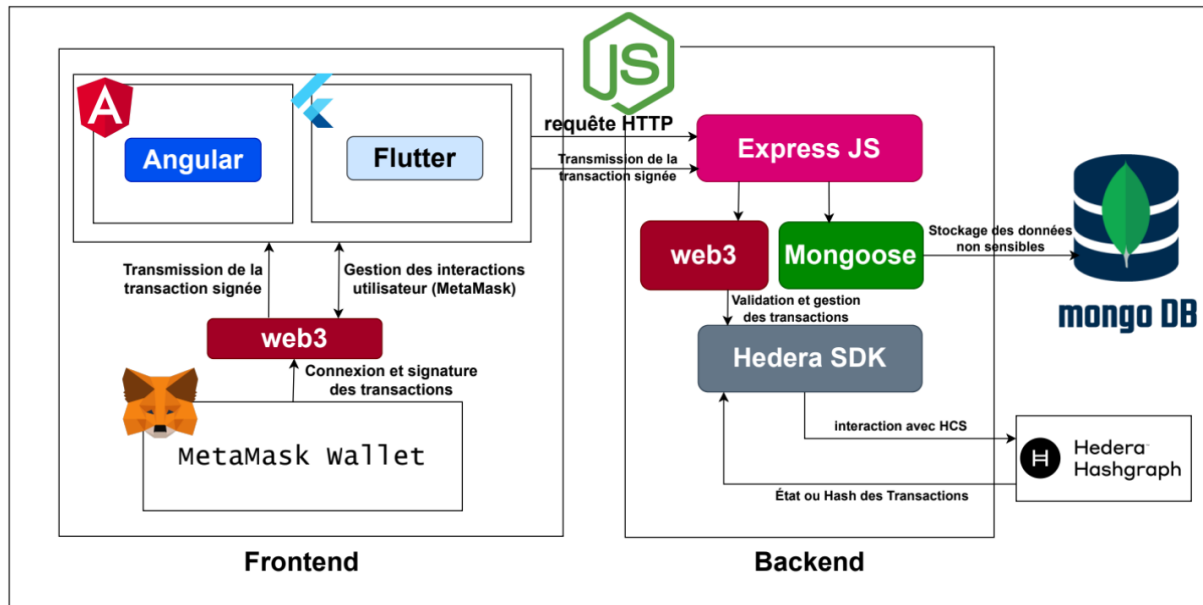 JS
A
Angular
Flutter
requête HTTP
Transmission de la
transaction signée
Express JS
web3
Mongoose
Stockage des données
non sensibles
mongo DB
Transmission de la
transaction signée
Gestion des interactions
utilisateur (MetaMask)
Validation et gestion
des transactions
web3
Hedera SDK
Connexion et signature
des transactions
MetaMask Wallet
interaction avec HCS
H
Hedera™
Hashgraph
État ou Hash des Transactions
Frontend
Backend